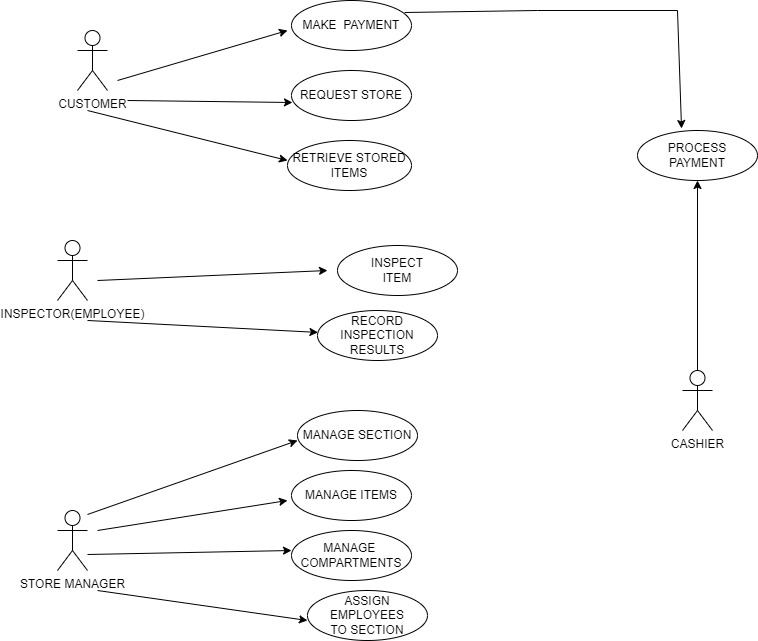 MAKE  PAYMENT
CUSTOMER
REQUEST STORE
RETRIEVE STORED
ITEMS
PROCESS
PAYMENT
INSPECT
ITEM
INSPECTOR(EMPLOYEE)
RECORD
INSPECTION
RESULTS
CASHIER
MANAGE SECTION
MANAGE ITEMS
MANAGE
COMPARTMENTS
STORE MANAGER
ASSIGN
EMPLOYEES
TO SECTION